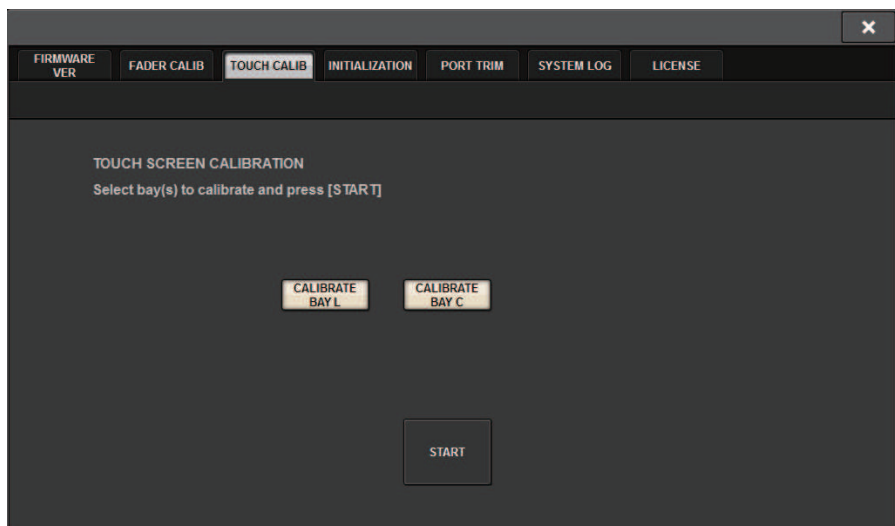 FIRMWARE
VER
FADER CALIB
TOUCH CALIB
INITIALIZATION
PORT TRIM
SYSTEM LOG
LICENSE
TOUCH SCREEN CALIBRATION
Select bay(s) to calibrate and press [START]
CALIBRATE
BAY L
CALIBRATE
BAY C
START